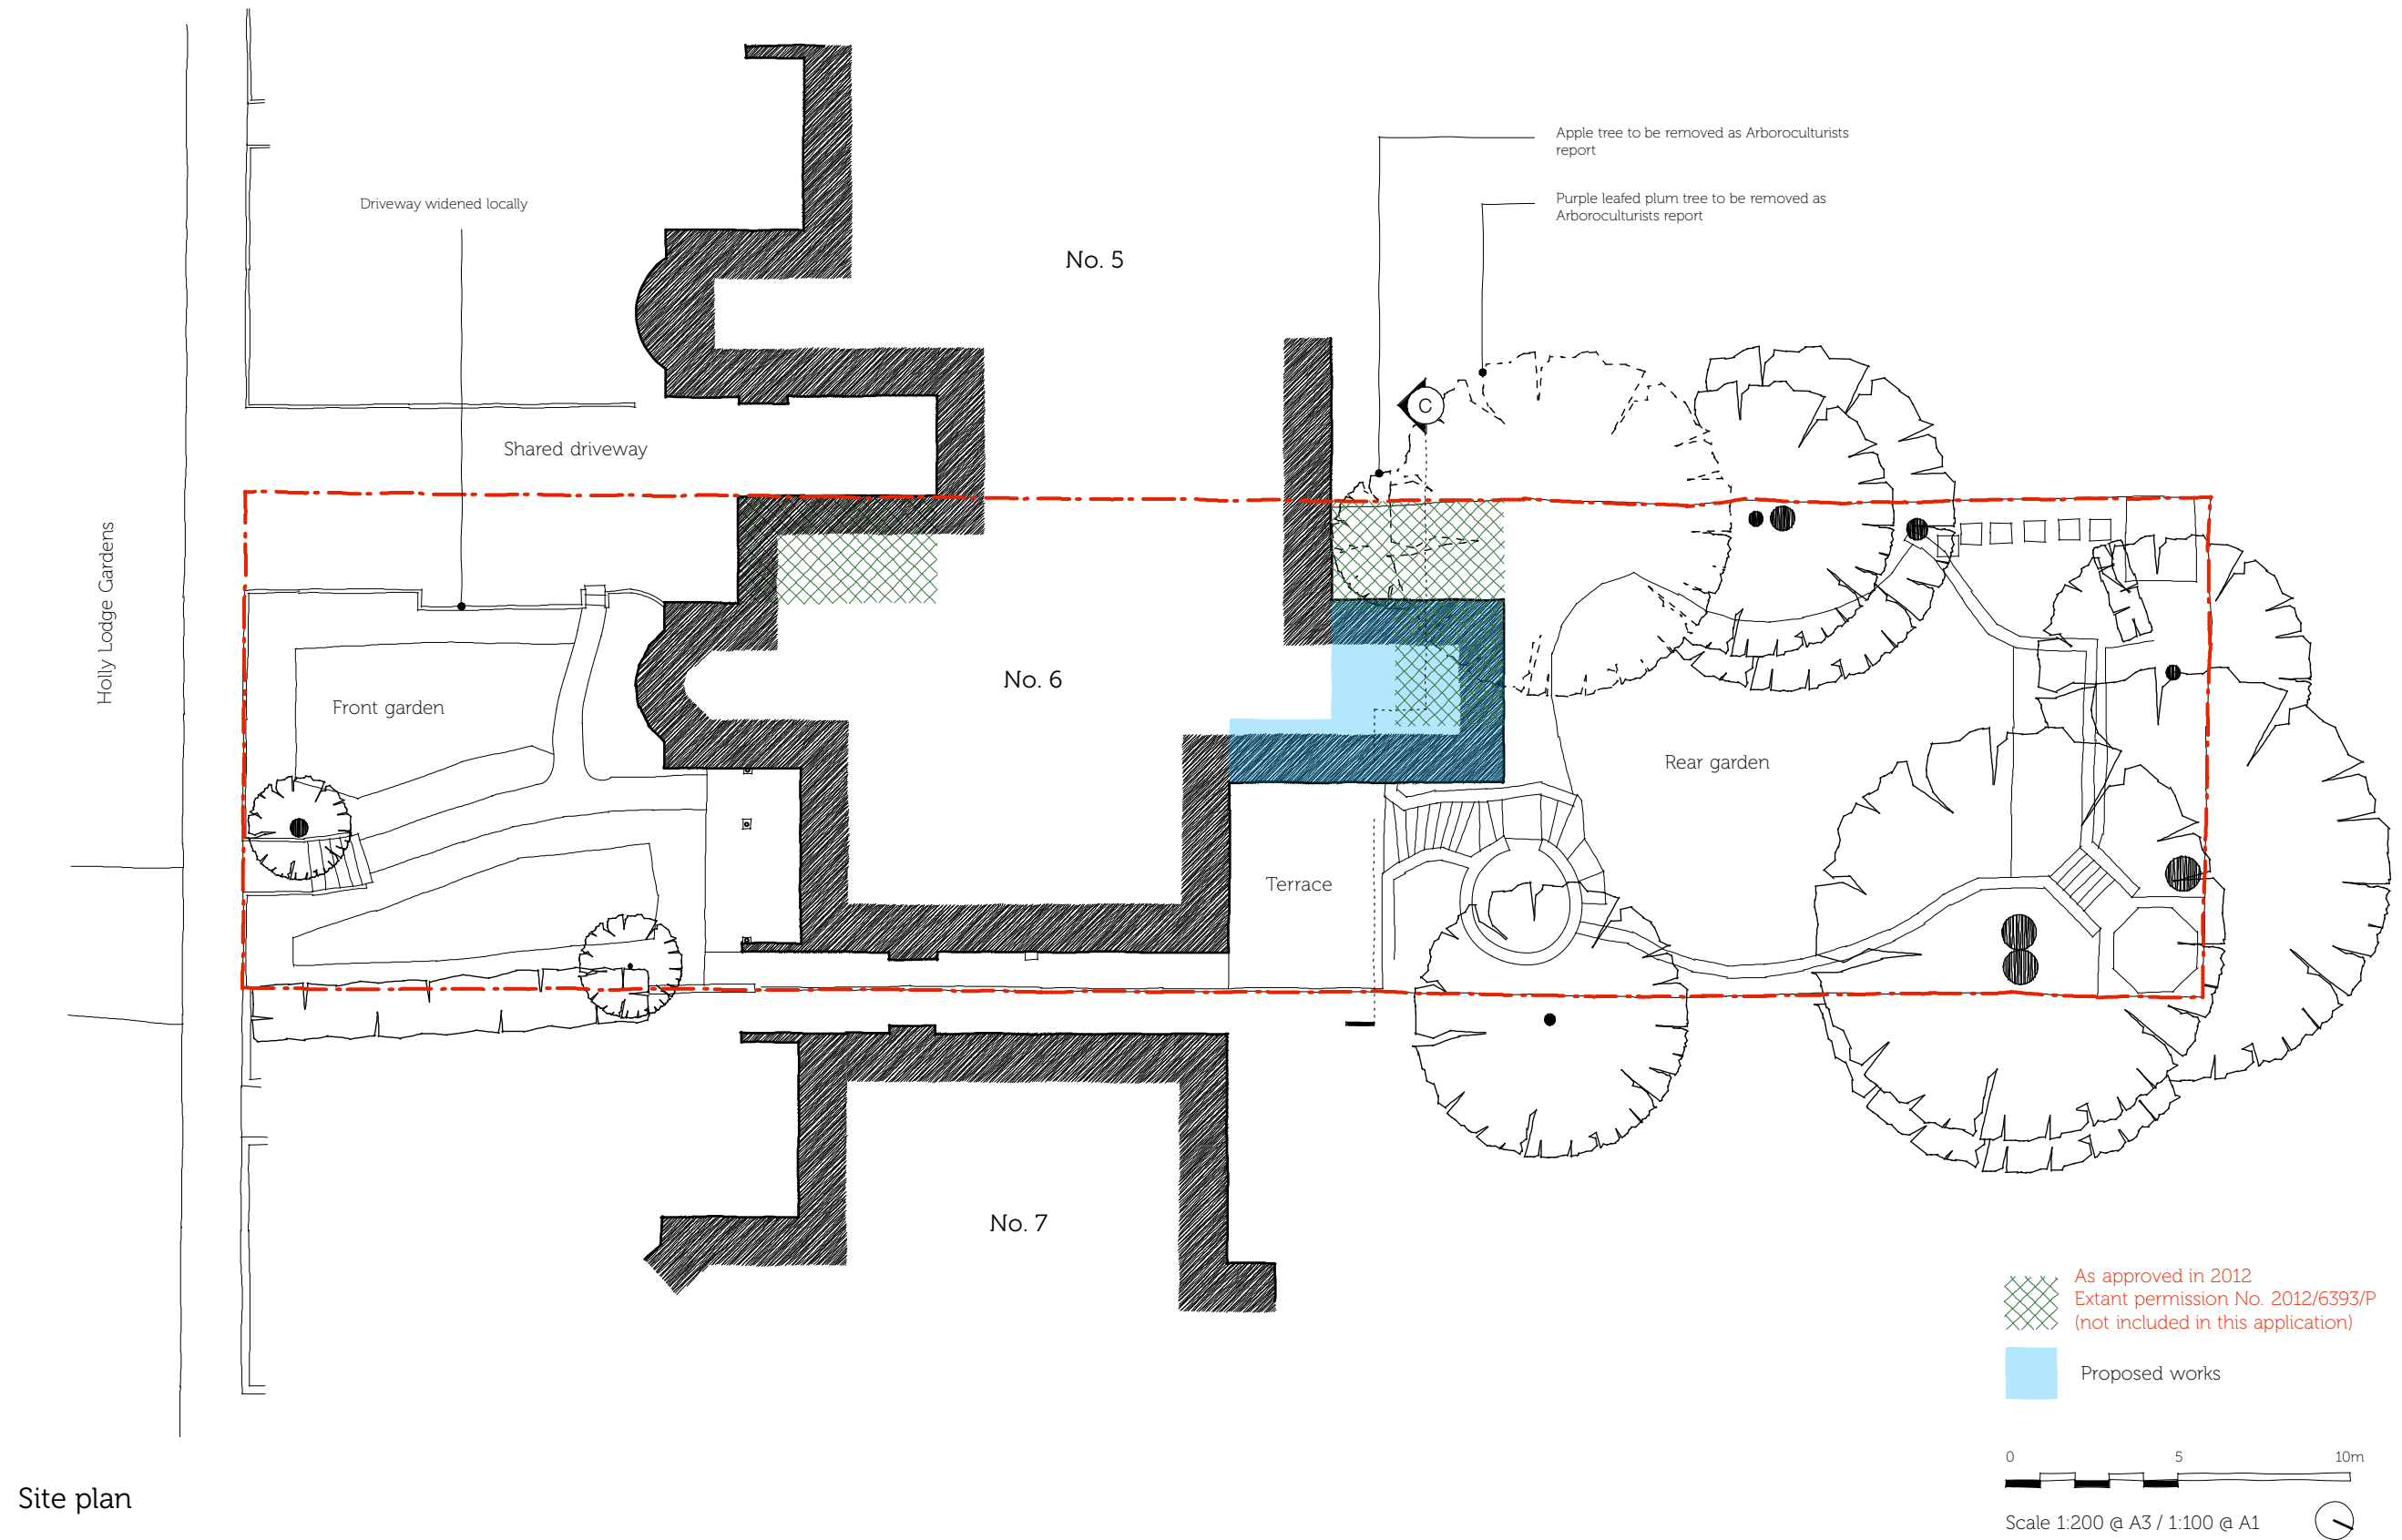 Apple tree to be removed as Arboroculturists
report
Purple leafed plum tree to be removed as
Arboroculturists report
Driveway widened locally
No. 5
C
Shared driveway
Holly Lodge Gardens
No. 6
Front garden
Rear garden
Terrace
No. 7
As approved in 2012
Extant permission No. 2012/6393/P
(not included in this application)
Proposed works
0 5 10m
Site plan
Scale 1:200 @ A3 / 1:100 @ A1